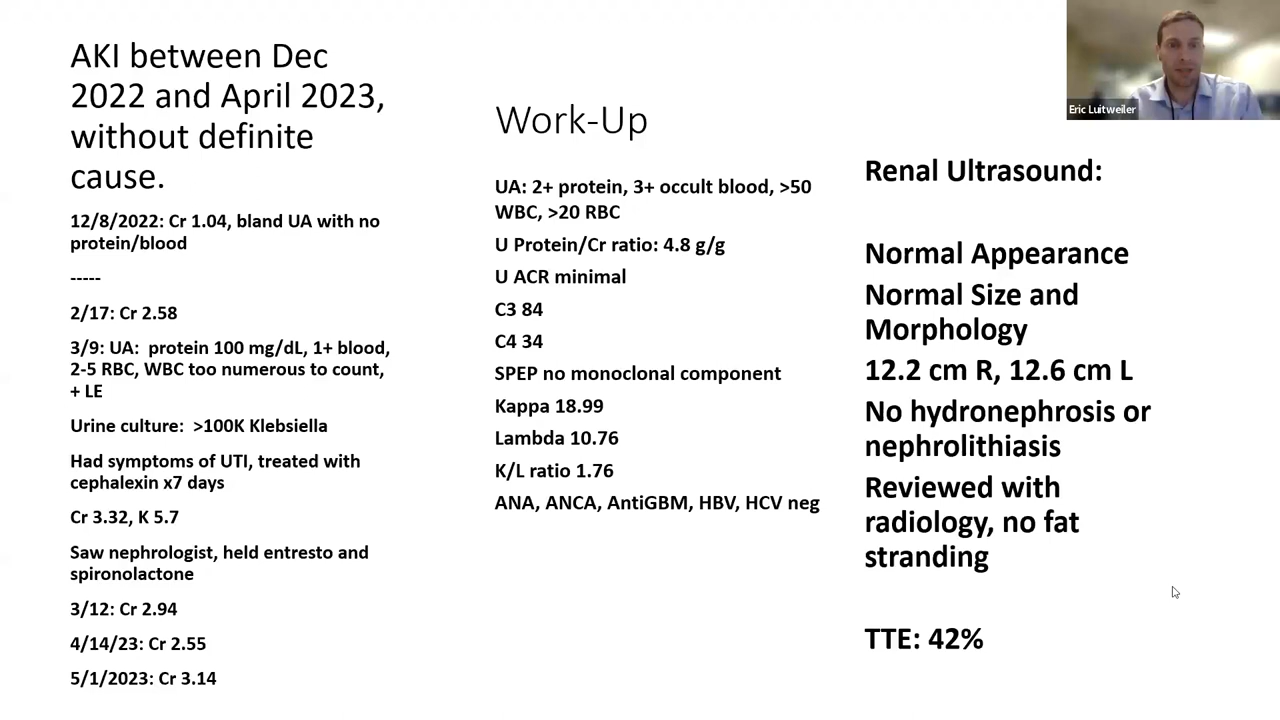 AKI between Dec
2022 and April 2023,
without definite
cause.
12/8/2022: Cr 1.04, bland UA with no
protein/blood
-----
2/17: Cr 2.58
3/9: UA:  protein 100 mg/dL, 1+ blood,
2-5 RBC, WBC too numerous to count,
+ LE
Urine culture:  >100K Klebsiella
Had symptoms of UTI, treated with
cephalexin x7 days
Cr 3.32, K 5.7
Saw nephrologist, held entresto and
spironolactone
3/12: Cr 2.94
4/14/23: Cr 2.55
5/1/2023: Cr 3.14
Work-Up
UA: 2+ protein, 3+ occult blood, >50
WBC, >20 RBC
U Protein/Cr ratio: 4.8 g/g
U ACR minimal
C3 84
C4 34
SPEP no monoclonal component
Kappa 18.99
Lambda 10.76
K/L ratio 1.76
ANA, ANCA, AntiGBM, HBV, HCV neg
Eric Luitweiler
Renal Ultrasound:
Normal Appearance
Normal Size and
Morphology
12.2 cm R, 12.6 cm L
No hydronephrosis or
nephrolithiasis
Reviewed with
radiology, no fat
stranding
TTE: 42%